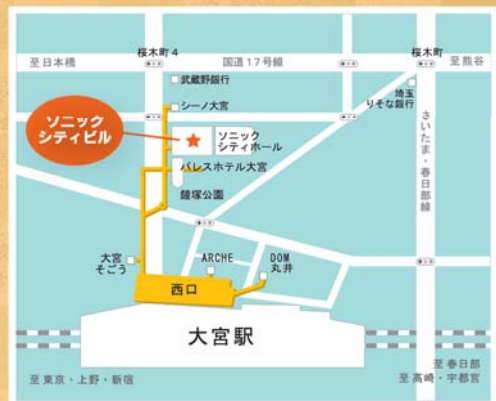 桜木町4
桜木町
至日本橋
国道17号線
至熊谷
武蔵野銀行
埼玉
りそな銀行
シーノ大宮
ソニック
シティビル
ソニック
シティホール
さいたま・春日部線
パレスホテル大宮
鐘塚公園
大宮
そごう
ARCHE
DOM
丸井
西口
大宮駅
至春日部
至東京・上野・新宿
至高崎・宇都宮